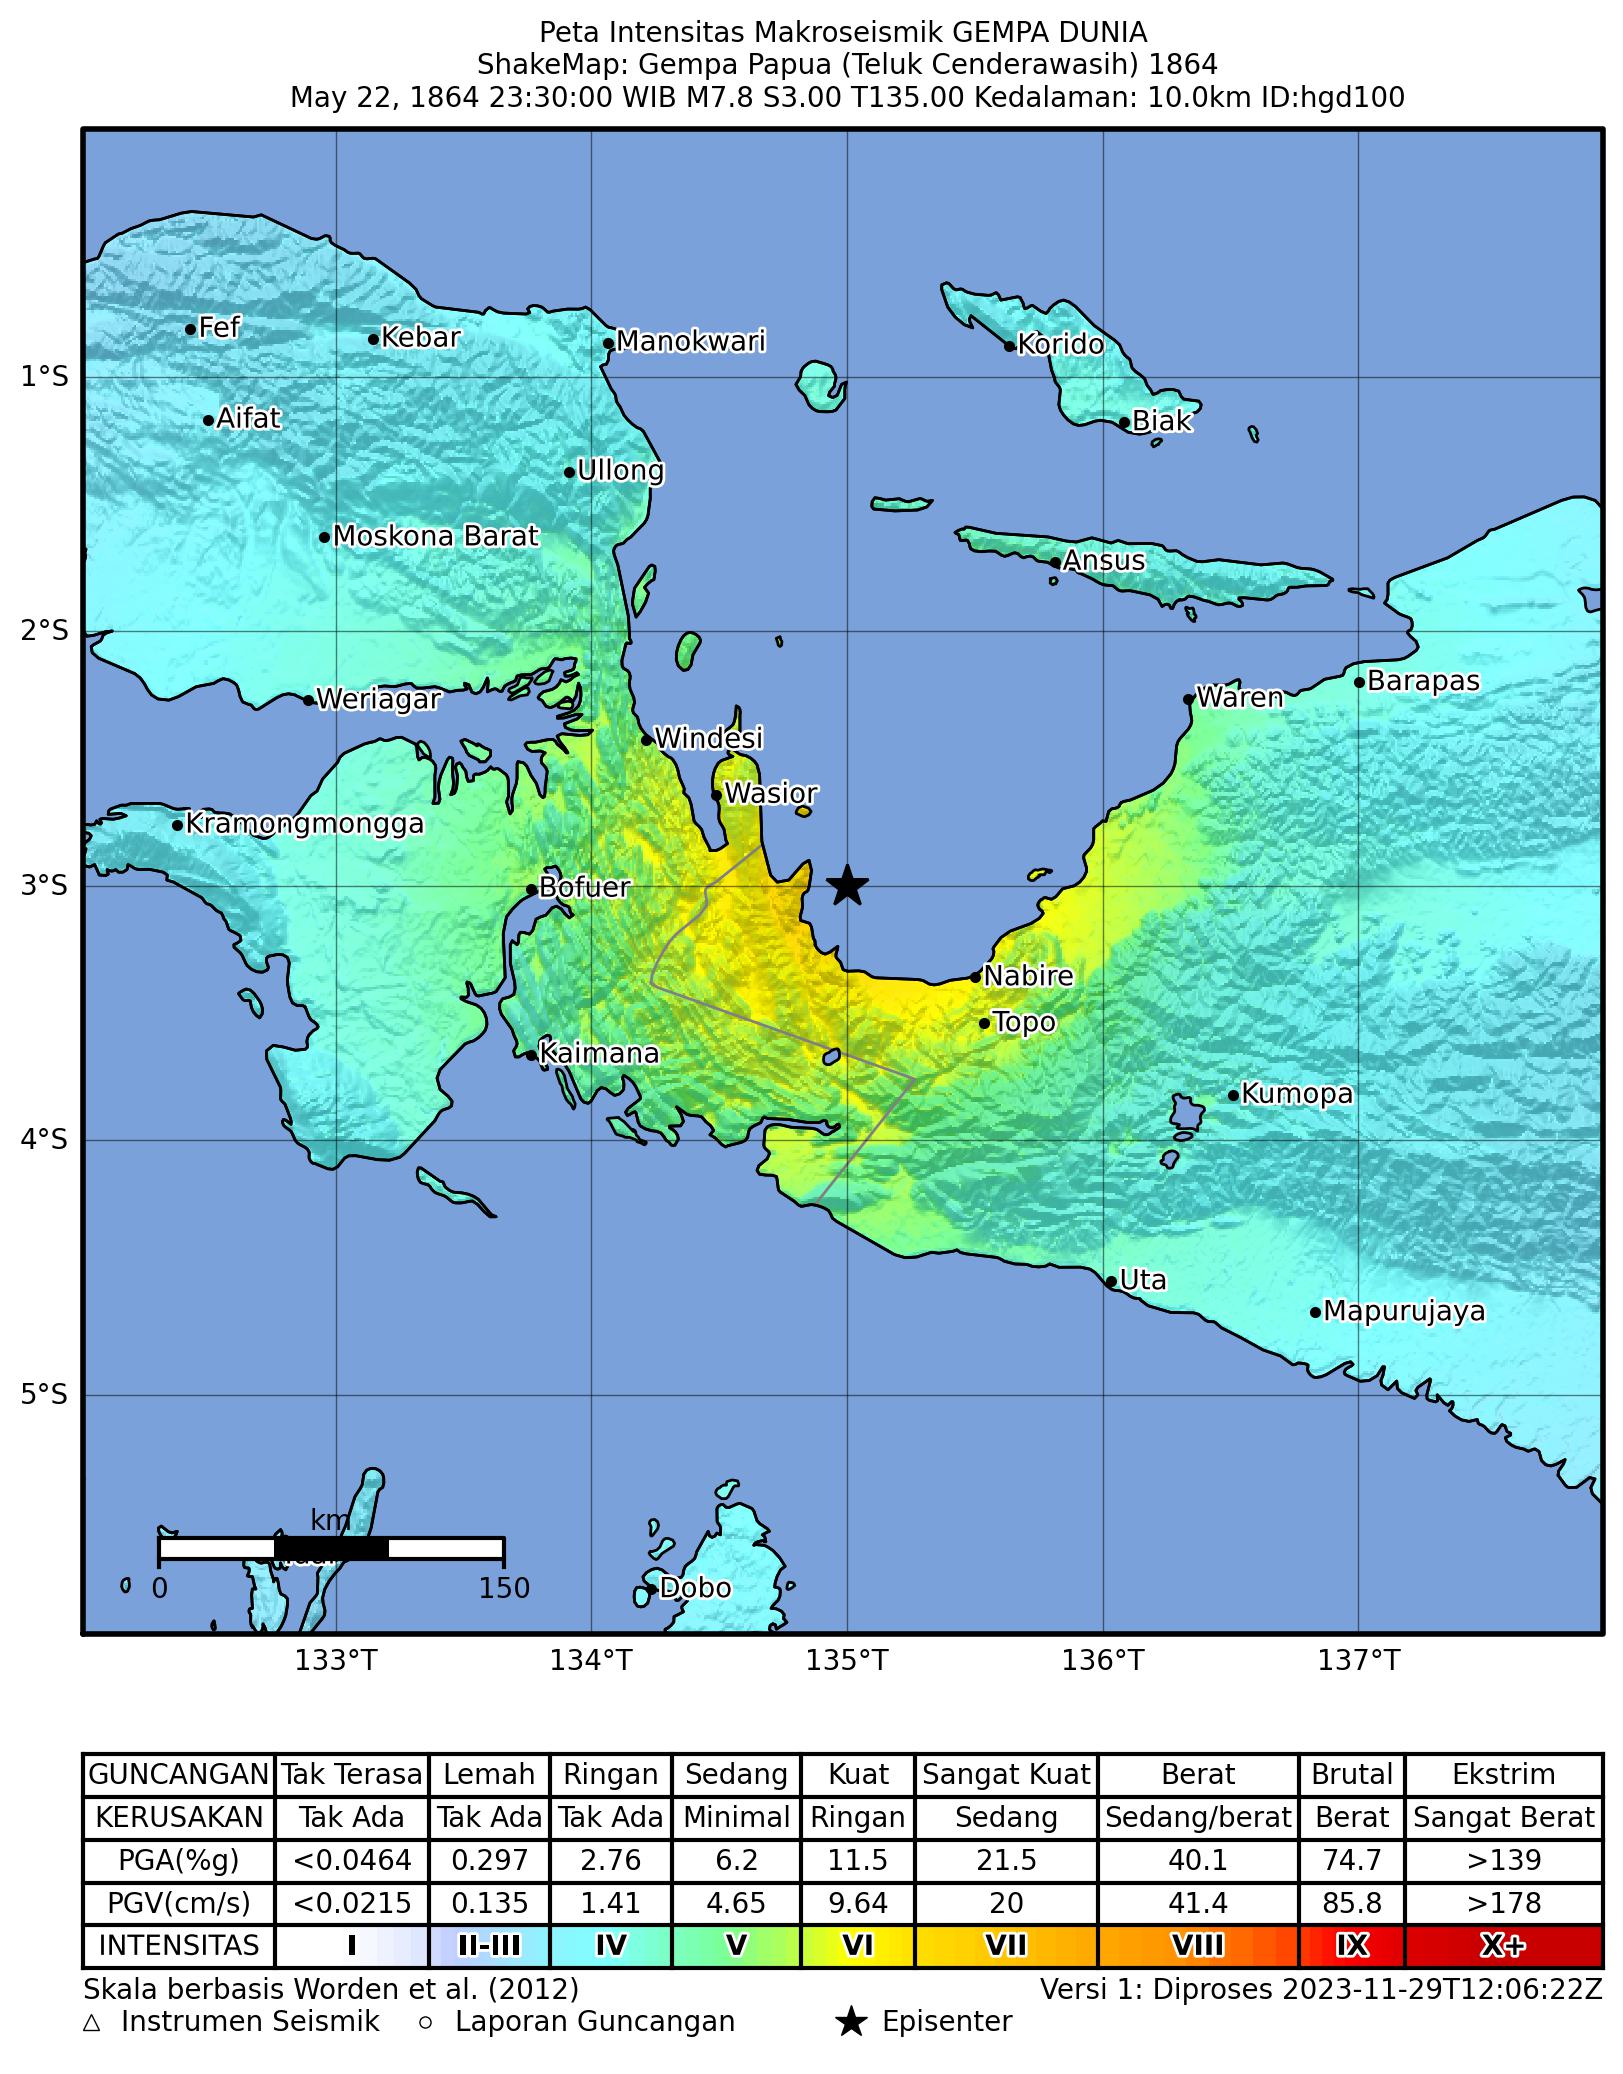 Peta Intensitas Makroseismik GEMPA DUNIA
ShakeMap: Gempa Papua (Teluk Cenderawasih) 1864
May 22, 1864 23:30:00 WIB M7.8 S3.00 T135.00 Kedalaman: 10.0km ID:hgd100
Fef
Kebar
Manokwari
Korido
1°S
Aifat
Biak
Ullong
Moskona Barat
Ansus
2°S
Barapas
Weriagar
Waren
Windesi
Wasior
Kramongmongga
3°S
Bofuer
Nabire
Topo
Kaimana
Kumopa
4°S
Uta
Mapurujaya
5°S
km
0
150
Dobo
133°T 134°T 135°T 136°T 137°T
GUNCANGAN Tak Terasa Lemah Ringan Sedang Kuat Sangat Kuat Berat Brutal Ekstrim
KERUSAKAN Tak Ada Tak Ada Tak Ada Minimal Ringan Sedang Sedang/berat Berat Sangat Berat
PGA(%g) <0.0464 0.297 2.76 6.2 11.5 21.5 40.1 74.7 >139
PGV(cm/s) <0.0215 0.135 1.41 4.65 9.64 20 41.4 85.8 >178
INTENSITAS I II-III IV V VI VII VIII IX X+
Skala berbasis Worden et al. (2012) Versi 1: Diproses 2023-11-29T12:06:22Z
Instrumen Seismik Laporan Guncangan Episenter